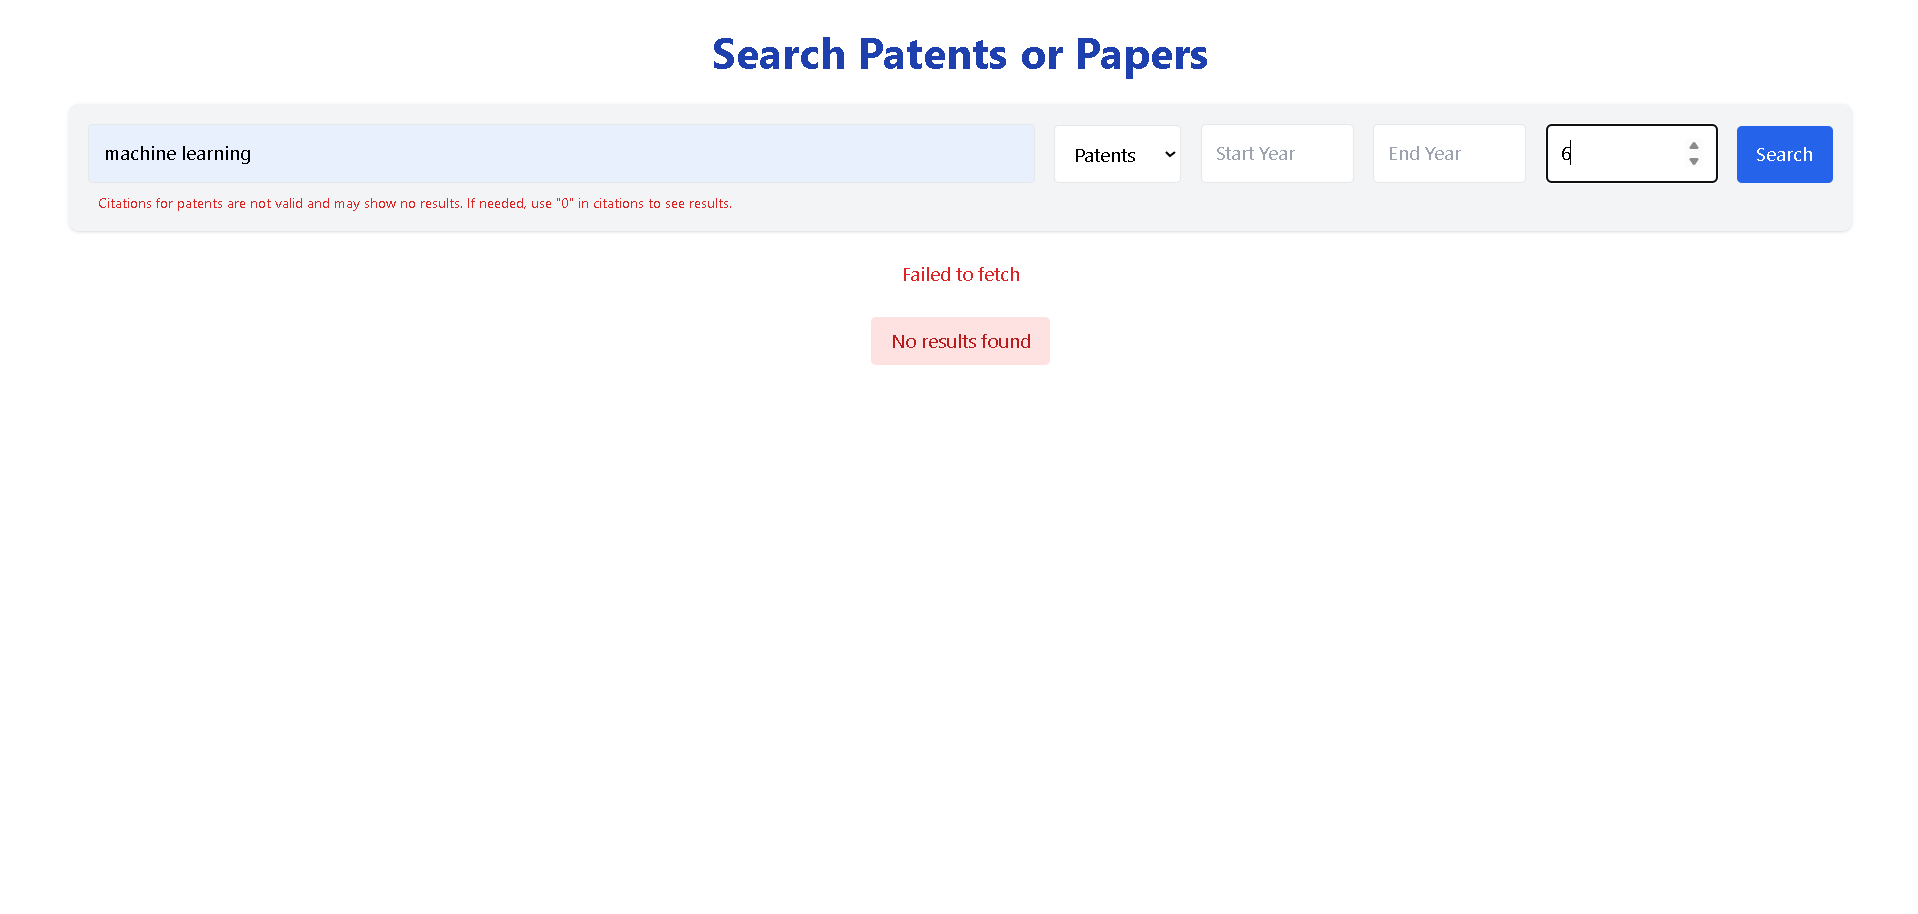 Search Patents or Papers
machine learning Patents Start Year End Year 6 Search
Citations for patents are not valid and may show no results. If needed, use "0" in citations to see results.
Failed to fetch
No results found